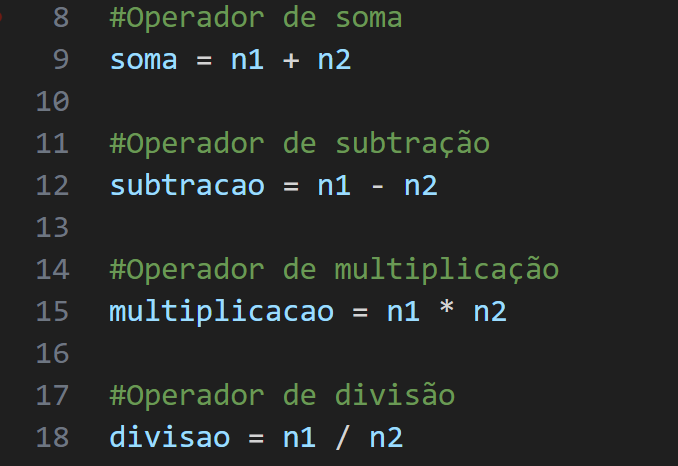 8 #Operador de soma
9 soma = n1 + n2
10
11 #Operador de subtração
12 subtracao = n1 - n2
13
14 #Operador de multiplicação
15 multiplicacao = n1 * n2
16
17 #Operador de divisão
18 divisao = n1 / n2